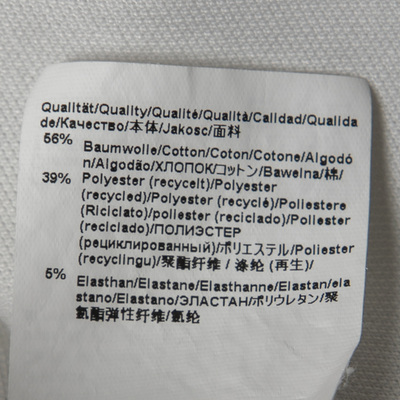 Qualität/Quality/Qualité/Qualità/Calidad/Qualida
de/Качество/本体/Jakosc/面料
56% Baumwolle/Cotton/Coton/Cotone/Algodó
n/Algodão/ХЛОПОК/コットン/Bawełna/棉/
39% Polyester (recycelt)/Polyester
(recycled)/Polyester (recyclé)/Poliestere
(Riciclato)/poliester (reciclado)/Poliester
(reciclado)/ПОЛИЭСТЕР
(рециклированный)/ポリエステル/Poliester
(recyclingu)/聚酯纤维 / 涤纶 (再生)/
5% Elasthan/Elastane/Elasthanne/Elastan/ela
stano/Elastano/ЭЛАСТАН/ポリウレタン/聚
氨酯弹性纤维/氨纶